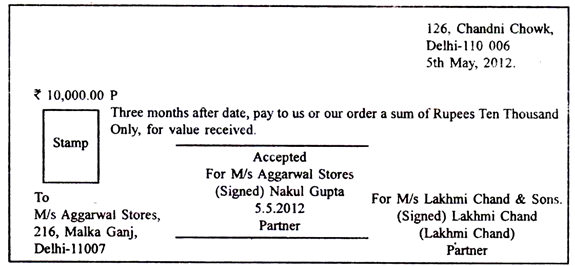 126, Chandni Chowk,
Delhi-110 006
5th May, 2012.
₹ 10,000.00 P
Three months after date, pay to us or our order a sum of Rupees Ten Thousand
Only, for value received.
Stamp
Accepted
For M/s Aggarwal Stores
(Signed) Nakul Gupta
5.5.2012
Partner
To
M/s Aggarwal Stores,
216, Malka Ganj,
Delhi-11007
For M/s Lakhmi Chand & Sons.
(Signed) Lakhmi Chand
(Lakhmi Chand)
Partner